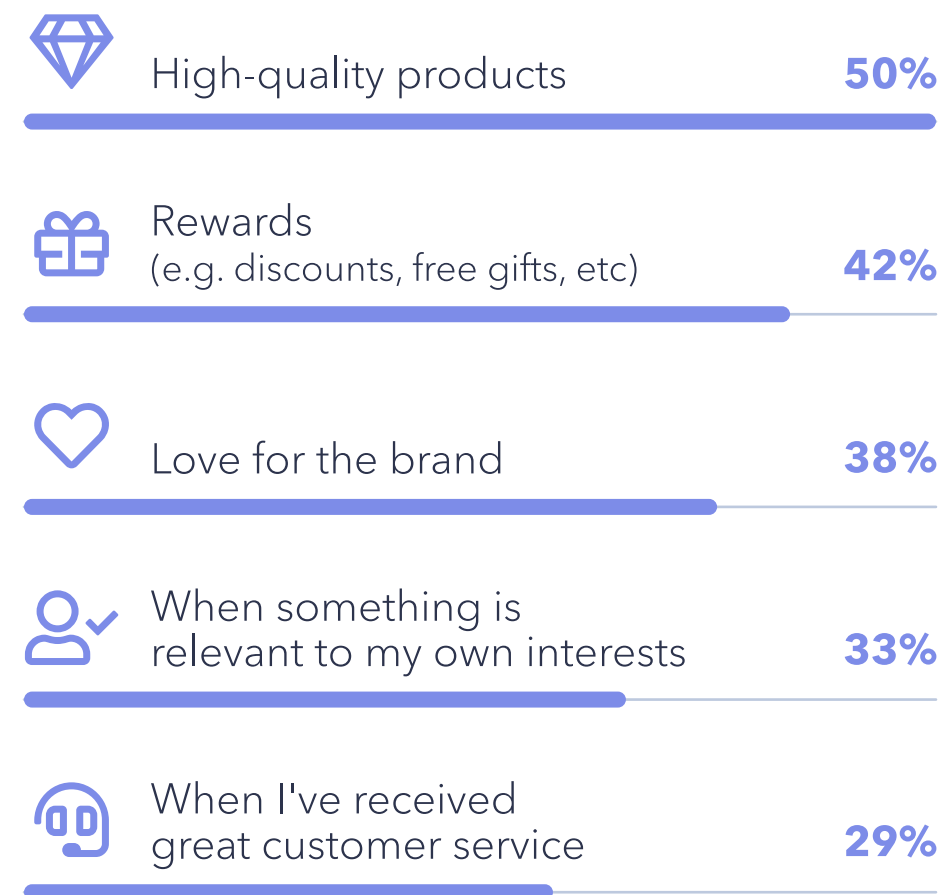 High-quality products 50%
Rewards
(e.g. discounts, free gifts, etc) 42%
Love for the brand 38%
When something is
relevant to my own interests 33%
When I've received
great customer service 29%